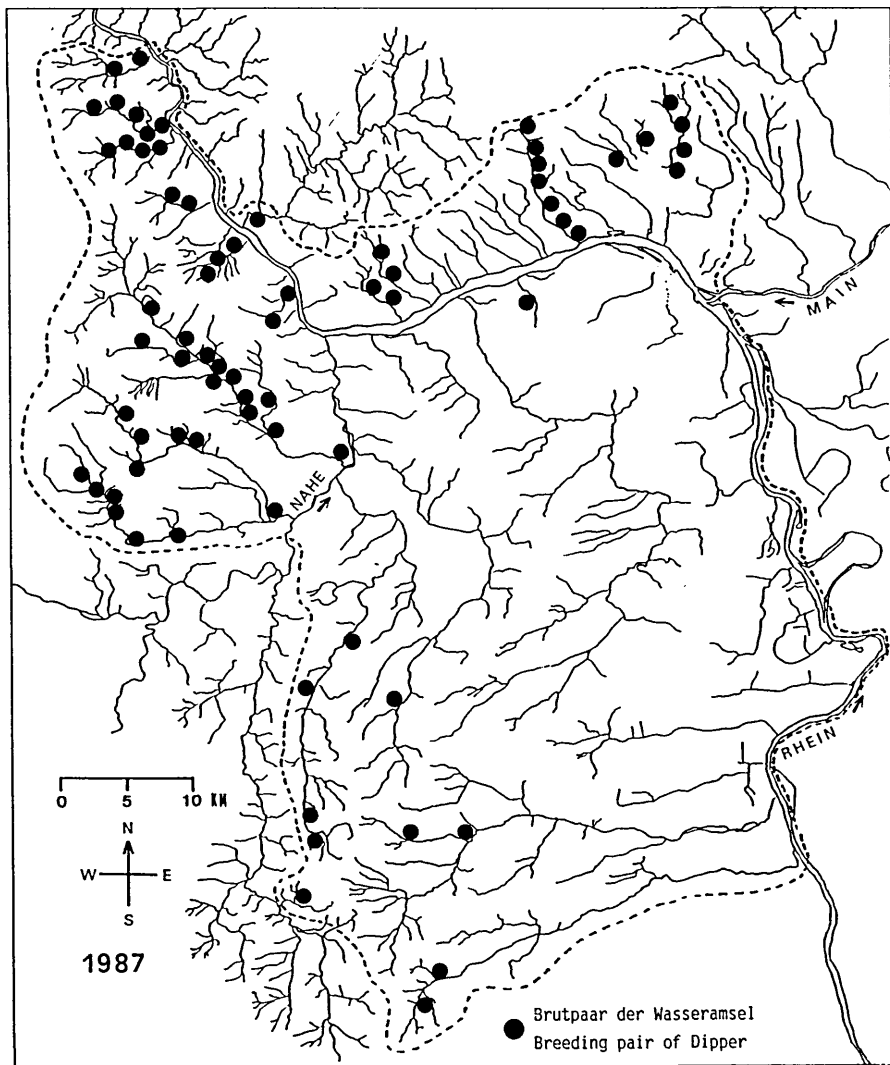 MAIN
NAHE
RHEIN
0 5 10 KM
N
W E
S
1987
Brutpaar der Wasseramsel
Breeding pair of Dipper